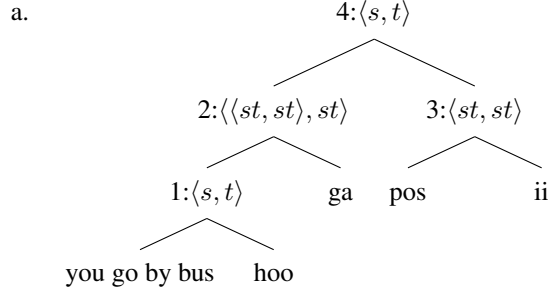 a.
4:⟨s, t⟩
2:⟨⟨st, st⟩, st⟩ 3:⟨st, st⟩
1:⟨s, t⟩ ga pos ii
you go by bus hoo